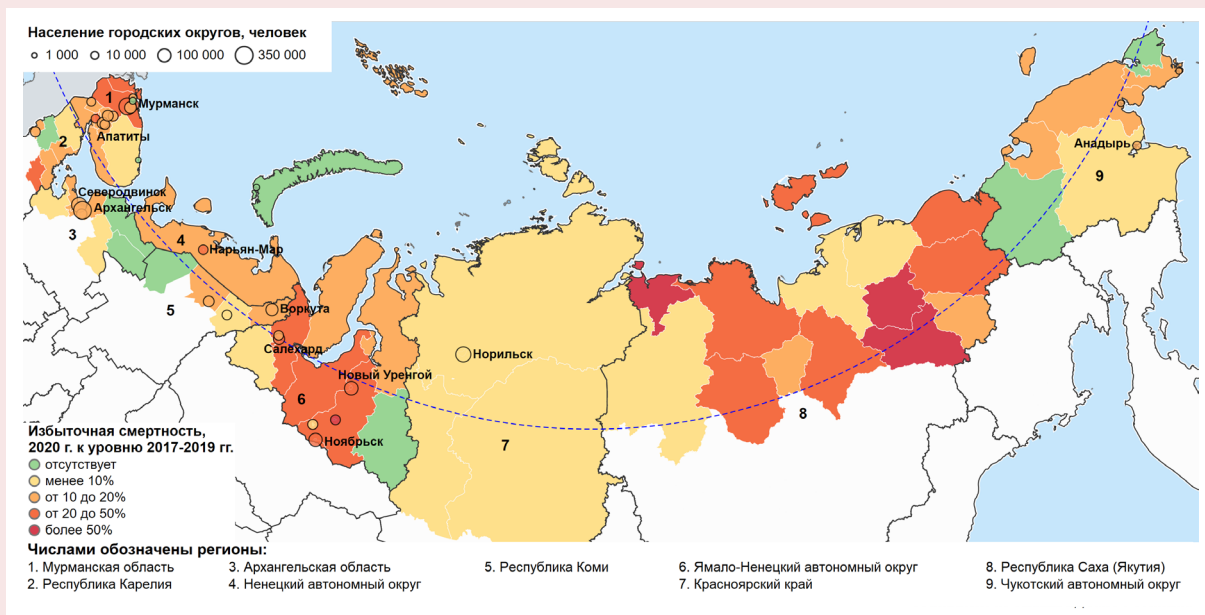 Население городских округов, человек
1 000 10 000 100 000 350 000
1
Мурманск
Апатиты
2
Северодвинск
Архангельск
3
4
Нарьян-Мар
5
Воркута
Салехард
Норильск
Новый Уренгой
6
Ноябрьск
7
8
Анадырь
9
Избыточная смертность,
2020 г. к уровню 2017-2019 гг.
отсутствует
менее 10%
от 10 до 20%
от 20 до 50%
более 50%
Числами обозначены регионы:
1. Мурманская область 3. Архангельская область 5. Республика Коми 6. Ямало-Ненецкий автономный округ 8. Республика Саха (Якутия)
2. Республика Карелия 4. Ненецкий автономный округ 7. Красноярский край 9. Чукотский автономный округ